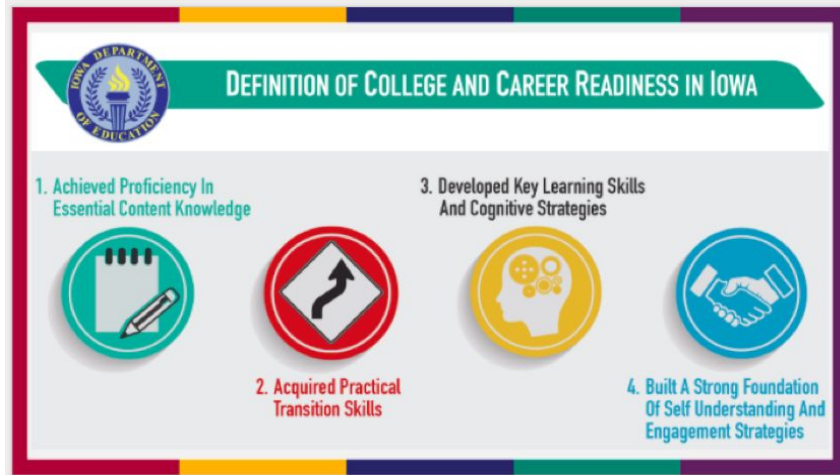 IOWA DEPARTMENT
OF EDUCATION
DEFINITION OF COLLEGE AND CAREER READINESS IN IOWA
1. Achieved Proficiency In
Essential Content Knowledge
2. Acquired Practical
Transition Skills
3. Developed Key Learning Skills
And Cognitive Strategies
4. Built A Strong Foundation
Of Self Understanding And
Engagement Strategies